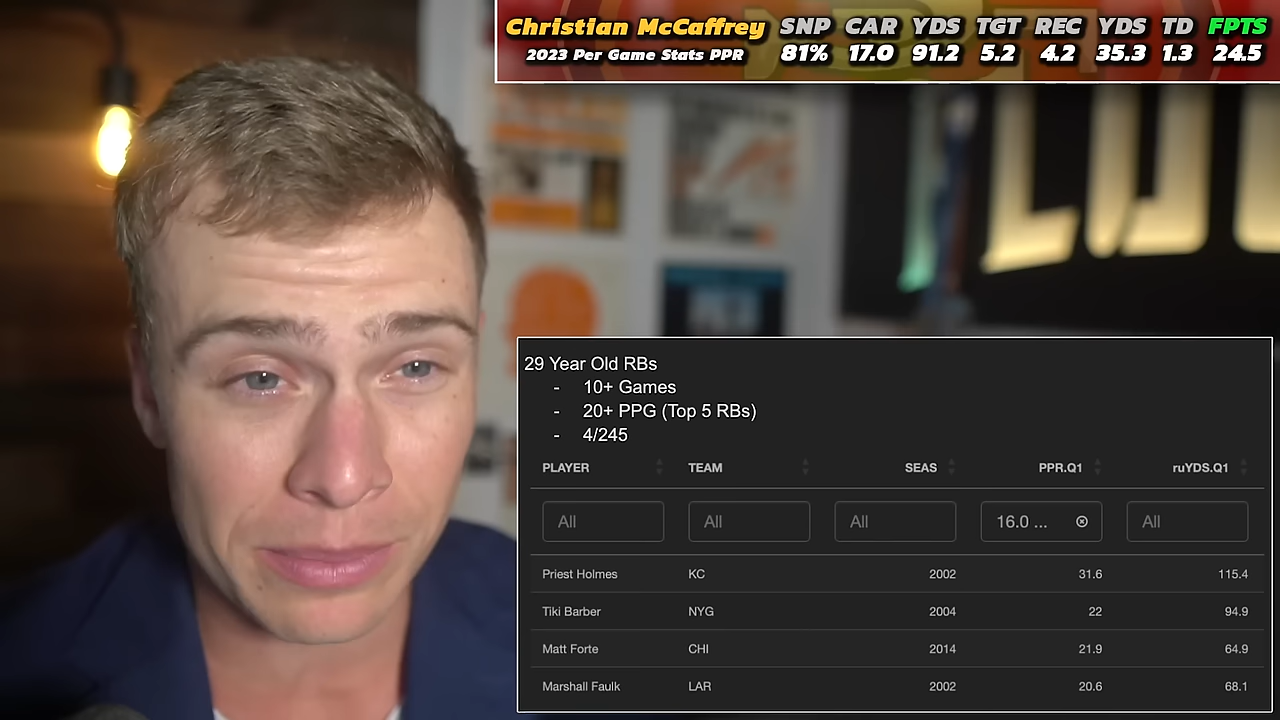 Christian McCaffrey SNP CAR YDS TGT REC YDS TD FPTS
2023 Per Game Stats PPR 81% 17.0 91.2 5.2 4.2 35.3 1.3 24.5
29 Year Old RBs
- 10+ Games
- 20+ PPG (Top 5 RBs)
- 4/245
PLAYER TEAM SEAS PPR.Q1 ruYDS.Q1
All All All 16.0 ... All
Priest Holmes KC 2002 31.6 115.4
Tiki Barber NYG 2004 22 94.9
Matt Forte CHI 2014 21.9 64.9
Marshall Faulk LAR 2002 20.6 68.1